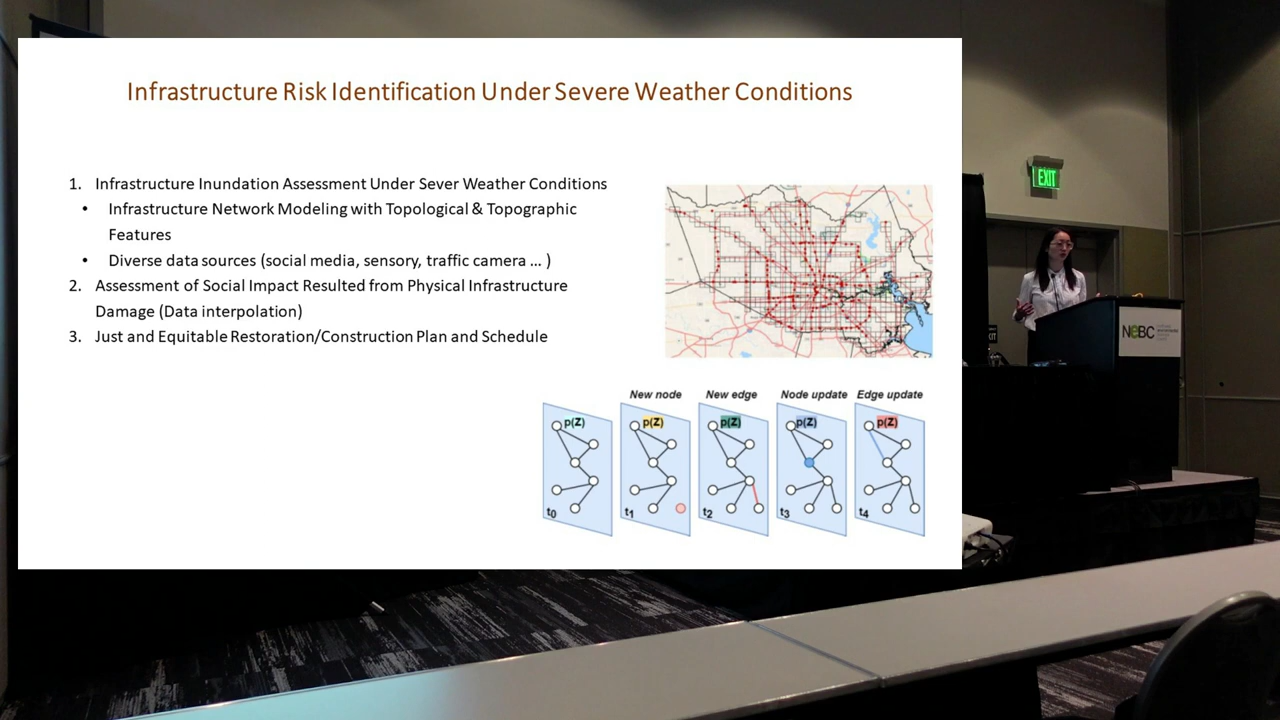 Infrastructure Risk Identification Under Severe Weather Conditions
1. Infrastructure Inundation Assessment Under Sever Weather Conditions
• Infrastructure Network Modeling with Topological & Topographic
Features
• Diverse data sources (social media, sensory, traffic camera ... )
2. Assessment of Social Impact Resulted from Physical Infrastructure
Damage (Data interpolation)
3. Just and Equitable Restoration/Construction Plan and Schedule
New node New edge Node update Edge update
p(Z) p(Z) p(Z) p(Z) p(Z)
t0 t1 t2 t3 t4
EXIT
NEBC